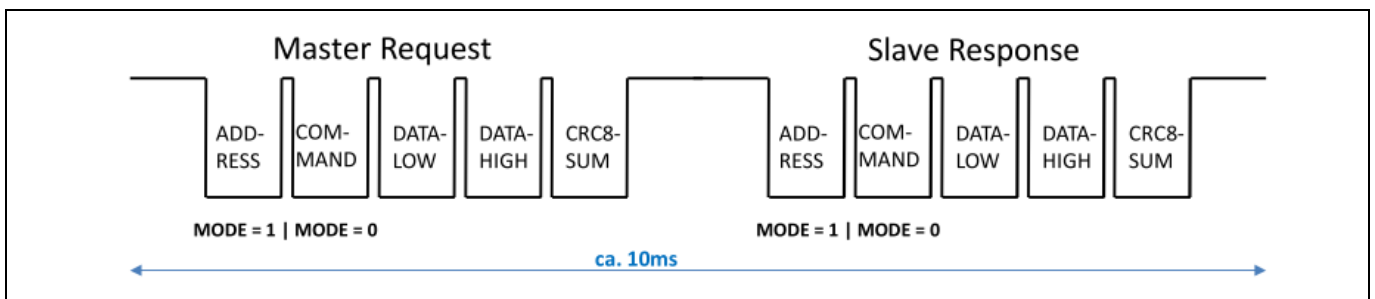 Master Request
Slave Response
ADD- COM- DATA- DATA- CRC8-
RESS MAND LOW HIGH SUM
ADD- COM- DATA- DATA- CRC8-
RESS MAND LOW HIGH SUM
MODE = 1 | MODE = 0
MODE = 1 | MODE = 0
ca. 10ms